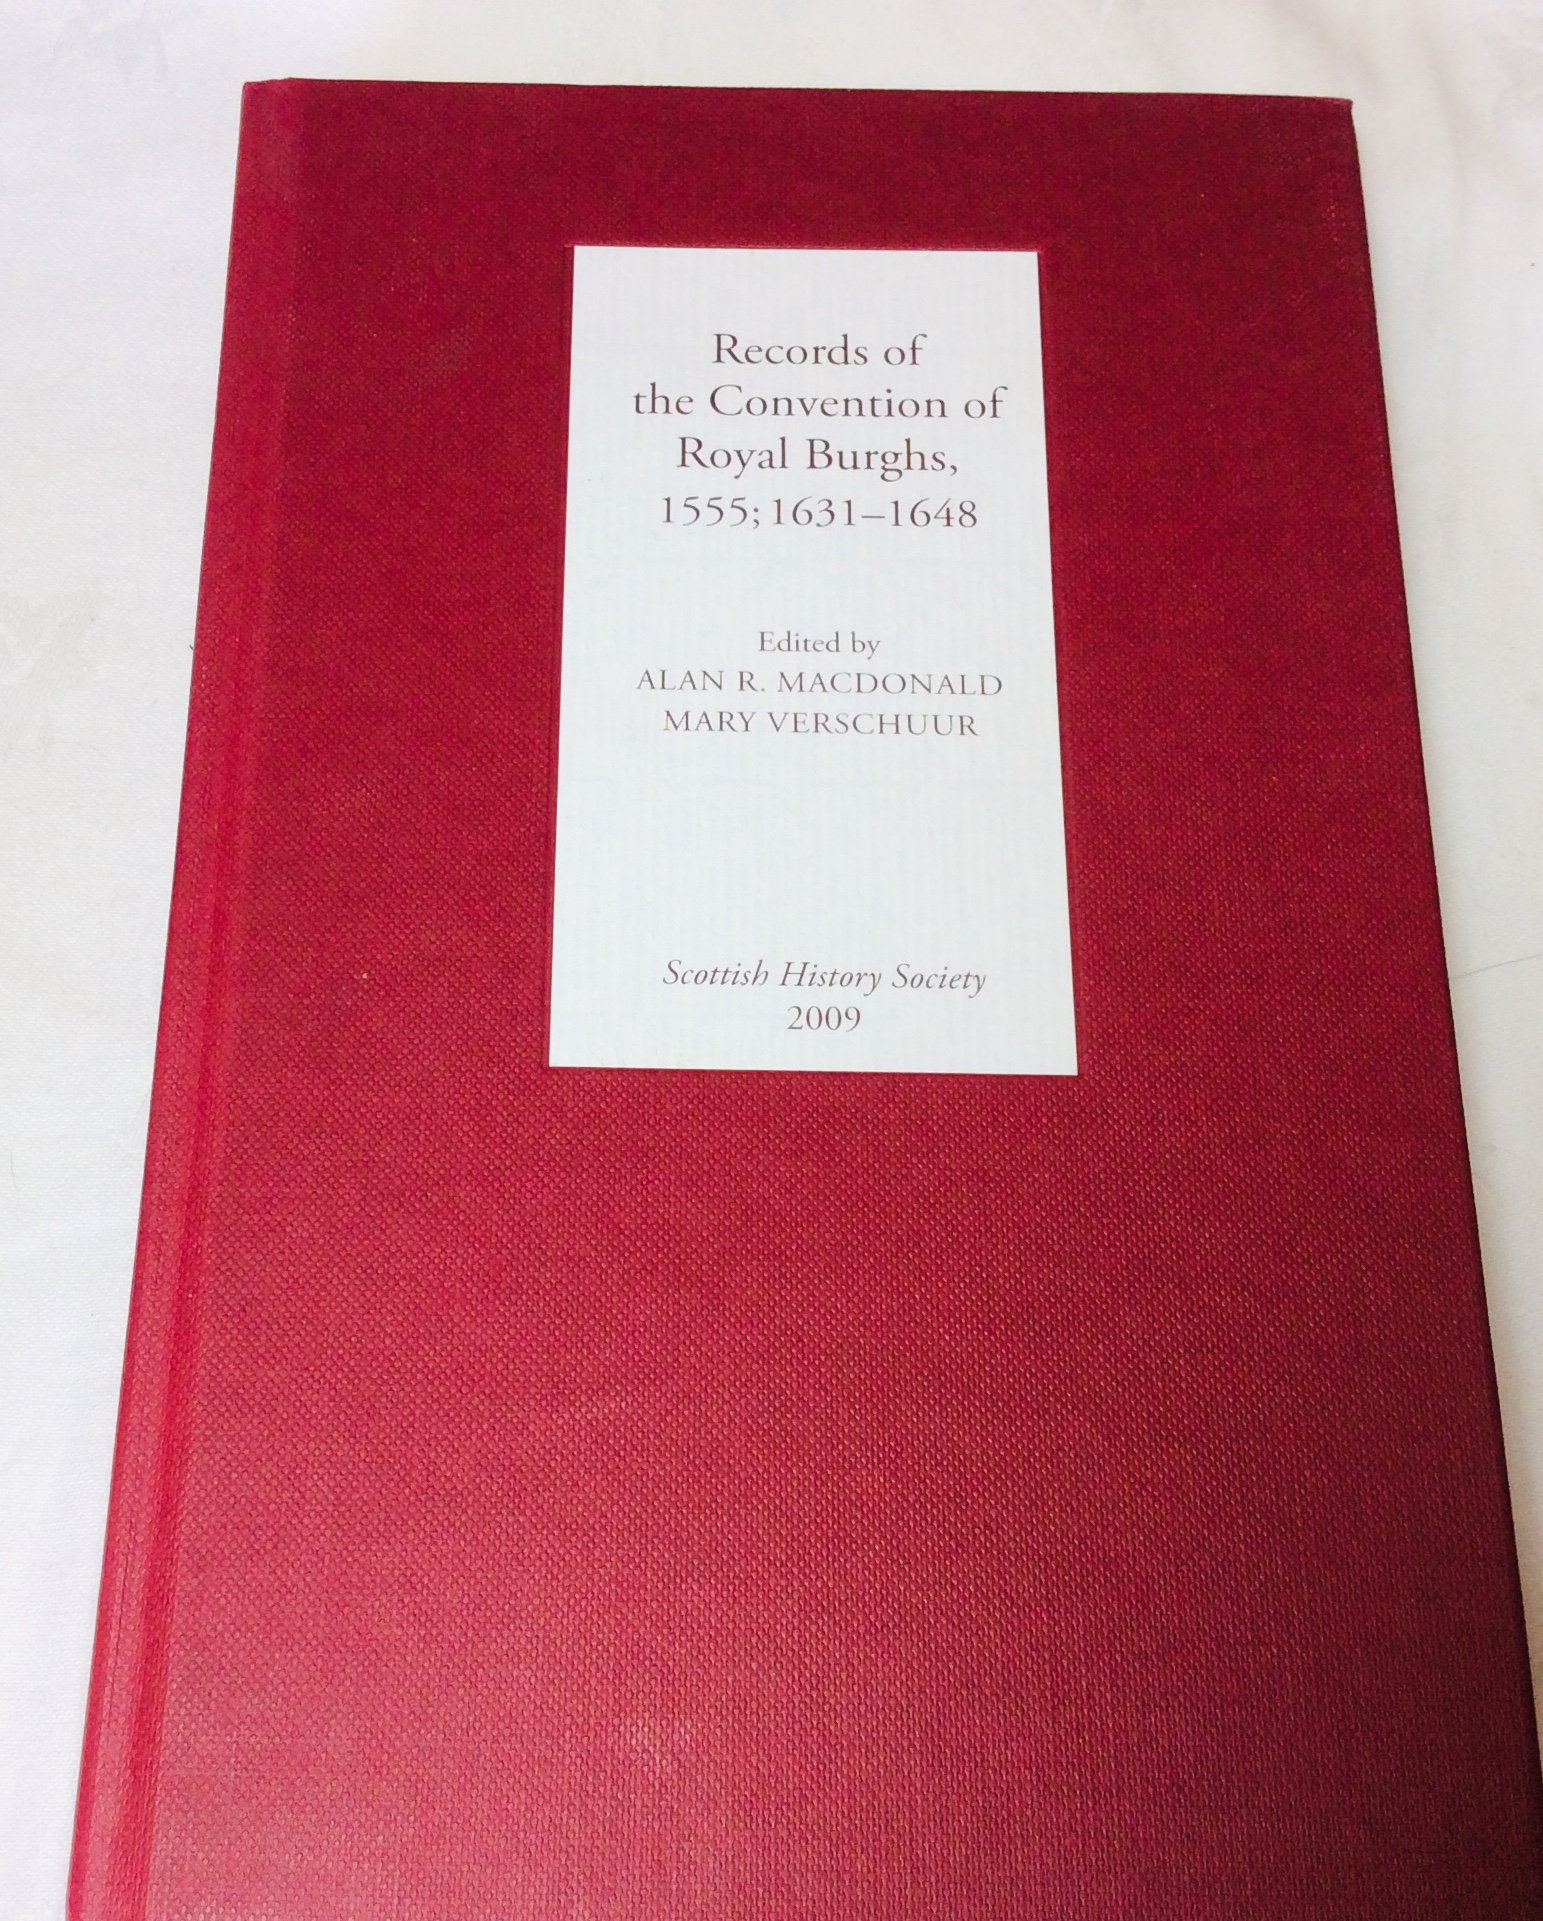 Records of
the Convention of
Royal Burghs,
1555; 1631–1648
Edited by
ALAN R. MACDONALD
MARY VERSCHUUR
Scottish History Society
2009